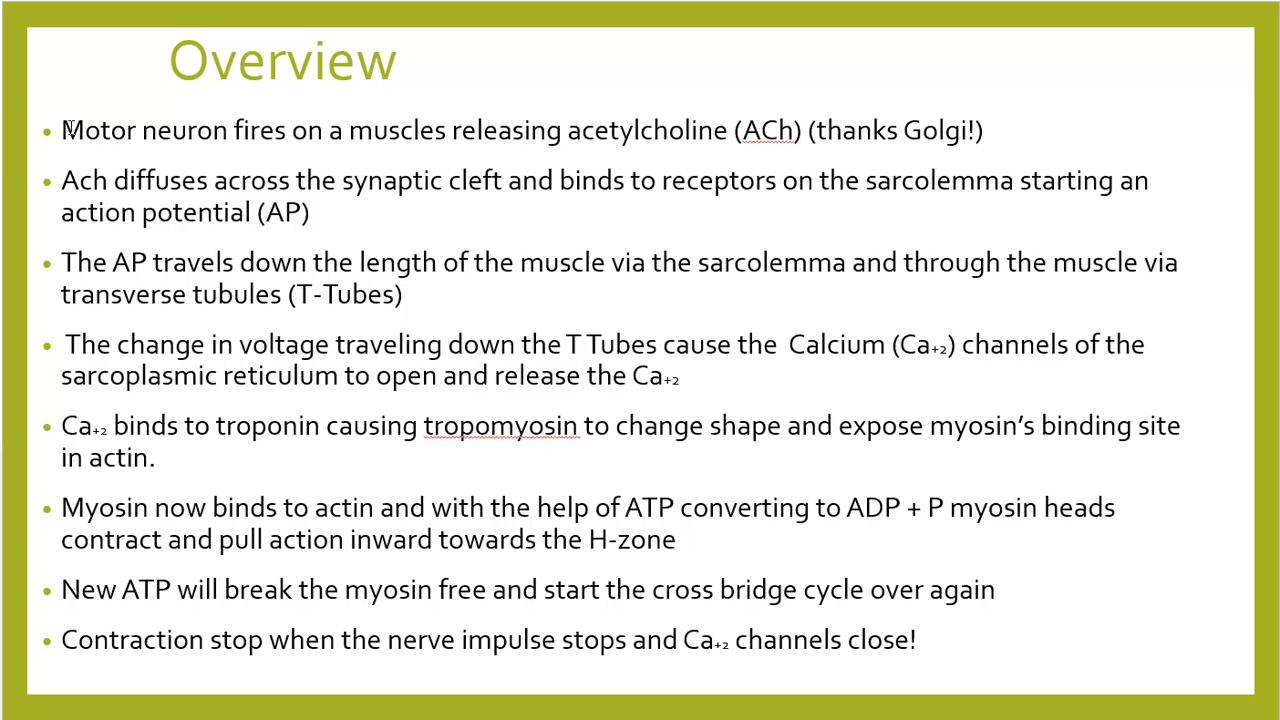 Overview
• Motor neuron fires on a muscles releasing acetylcholine (ACh) (thanks Golgi!)
• Ach diffuses across the synaptic cleft and binds to receptors on the sarcolemma starting an
action potential (AP)
• The AP travels down the length of the muscle via the sarcolemma and through the muscle via
transverse tubules (T-Tubes)
• The change in voltage traveling down the T Tubes cause the Calcium (Ca+2) channels of the
sarcoplasmic reticulum to open and release the Ca+2
• Ca+2 binds to troponin causing tropomyosin to change shape and expose myosin’s binding site
in actin.
• Myosin now binds to actin and with the help of ATP converting to ADP + P myosin heads
contract and pull action inward towards the H-zone
• New ATP will break the myosin free and start the cross bridge cycle over again
• Contraction stop when the nerve impulse stops and Ca+2 channels close!